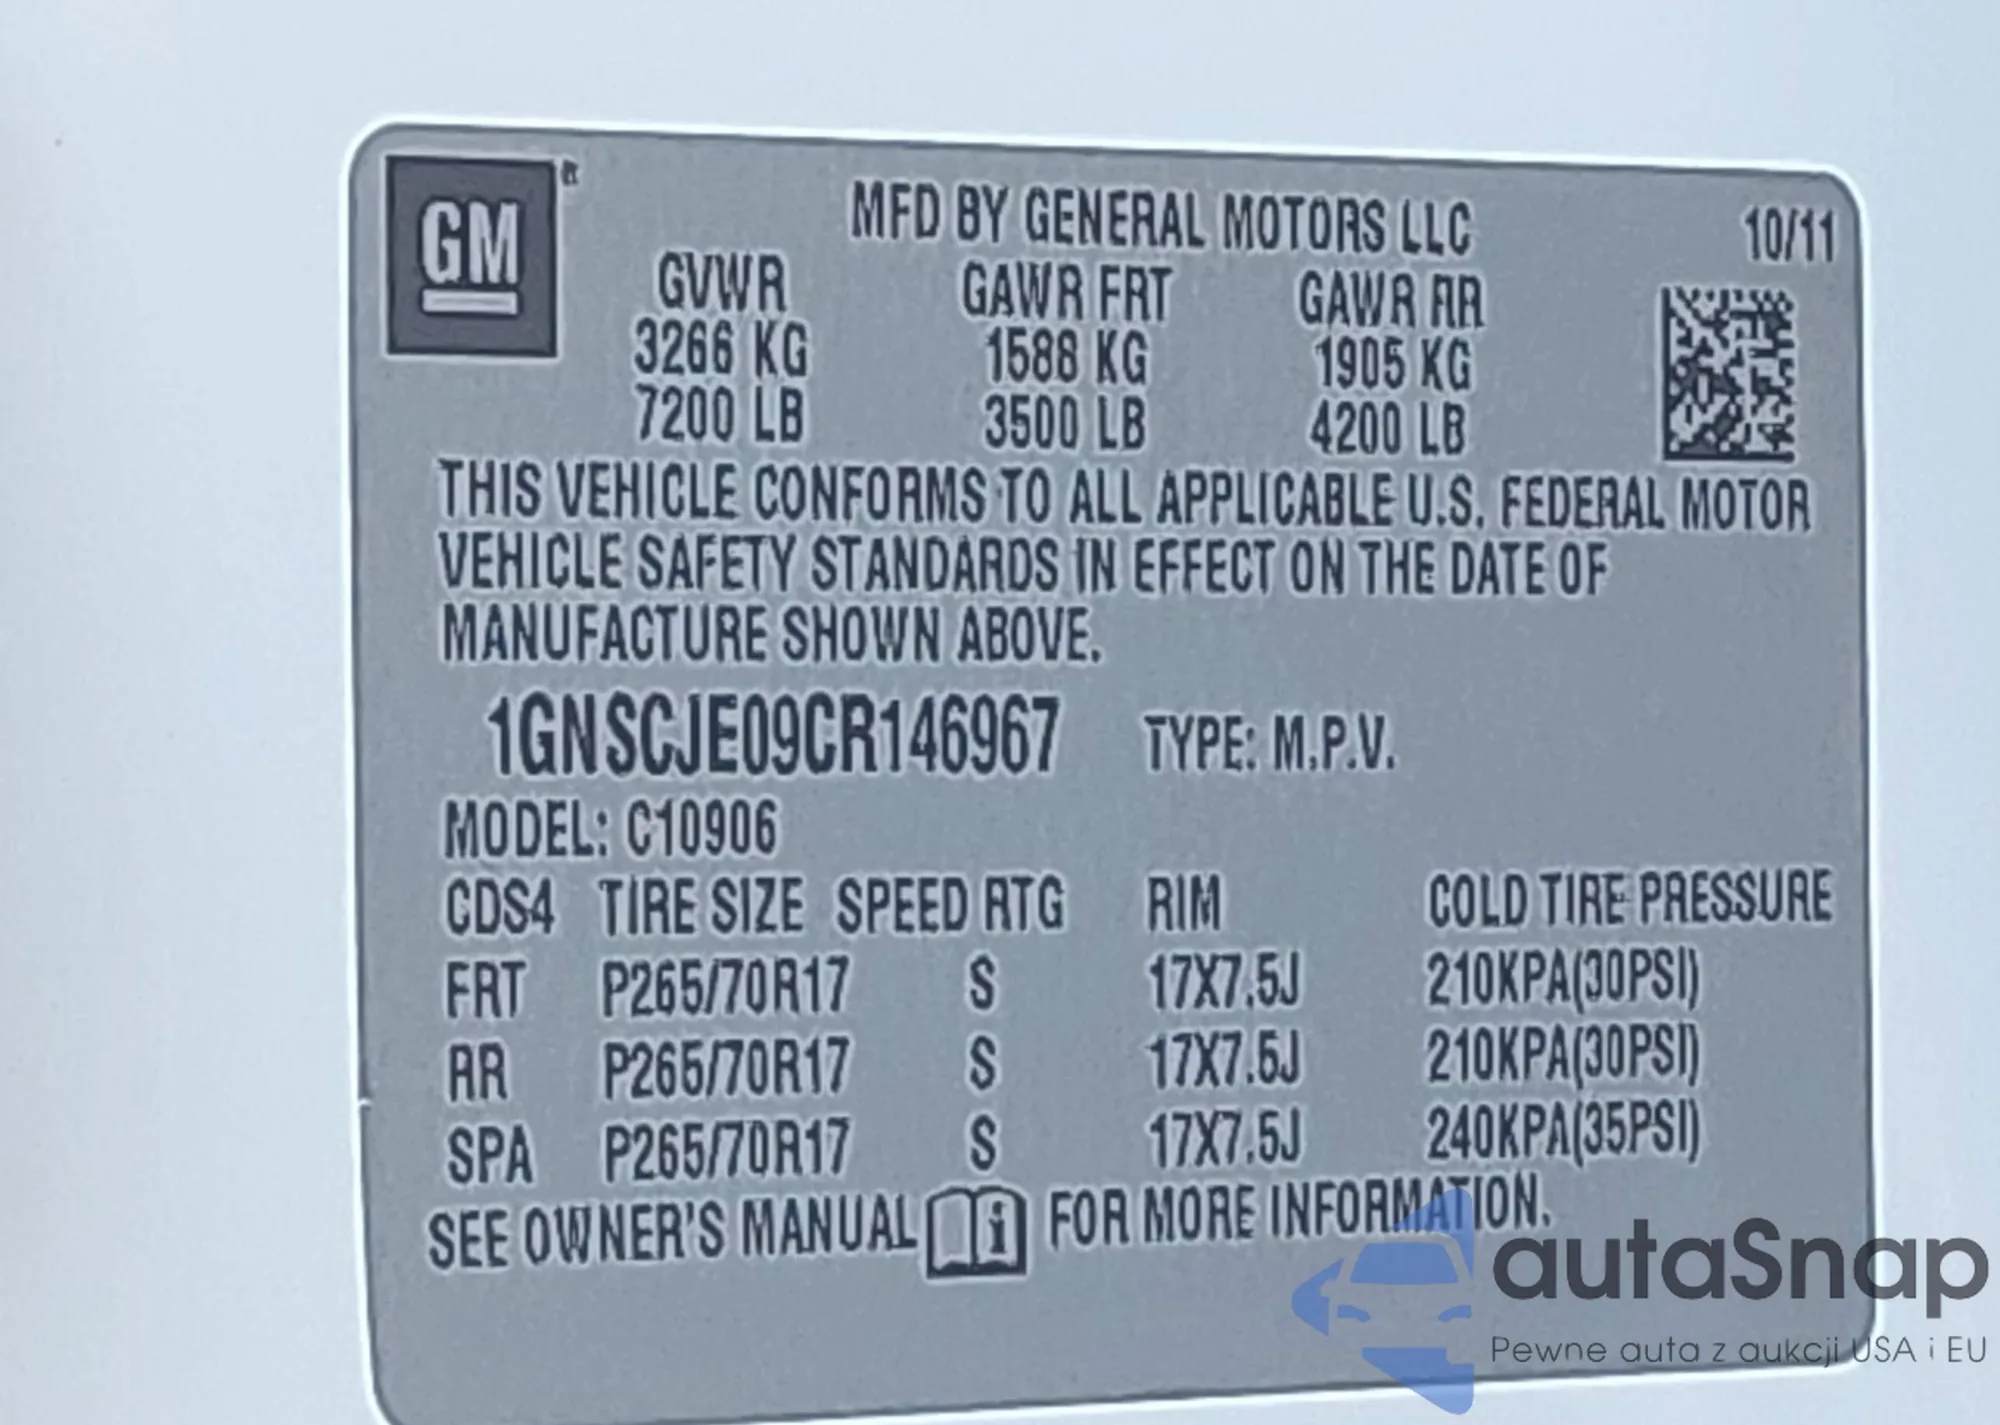 GM
MFD BY GENERAL MOTORS LLC 10/11
GVWR GAWR FRT GAWR RR
3266 KG 1588 KG 1905 KG
7200 LB 3500 LB 4200 LB
THIS VEHICLE CONFORMS TO ALL APPLICABLE U.S. FEDERAL MOTOR
VEHICLE SAFETY STANDARDS IN EFFECT ON THE DATE OF
MANUFACTURE SHOWN ABOVE.
1GNSCJE09CR146967 TYPE: M.P.V.
MODEL: C10906
CDS4 TIRE SIZE SPEED RTG RIM COLD TIRE PRESSURE
FRT P265/70R17 S 17X7.5J 210KPA(30PSI)
RR P265/70R17 S 17X7.5J 210KPA(30PSI)
SPA P265/70R17 S 17X7.5J 240KPA(35PSI)
SEE OWNER'S MANUAL i FOR MORE INFORMATION.
autaSnap
Pewne auta z aukcji USA i EU